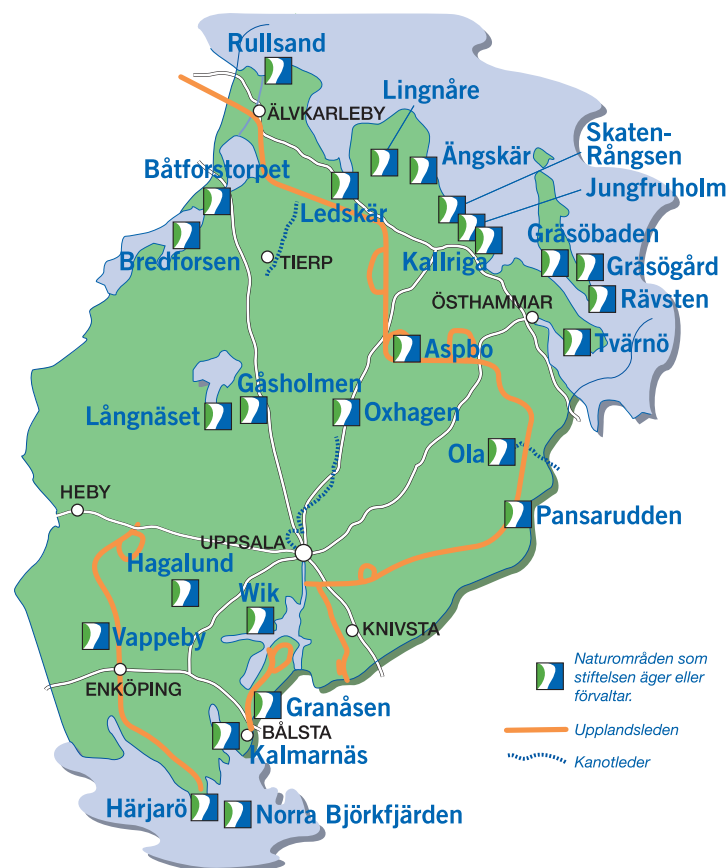 Rullsand
Lingnåre
ÄLVKARLEBY
Skaten-
Rångsen
Ängskär
Båtforstorpet
Jungfruholm
Ledskär
Gräsöbaden
Bredforsen
TIERP
Kallriga
Gräsögård
ÖSTHAMMAR
Rävsten
Aspbo
Tvärnö
Gåsholmen
Långnäset
Oxhagen
Ola
HEBY
Pansarudden
UPPSALA
Hagalund
Wik
KNIVSTA
Vappeby
Naturområden som
stiftelsen äger eller
förvaltar.
ENKÖPING
Granåsen
Upplandsleden
BÅLSTA
Kalmarnäs
Kanotleder
Härjarö
Norra Björkfjärden